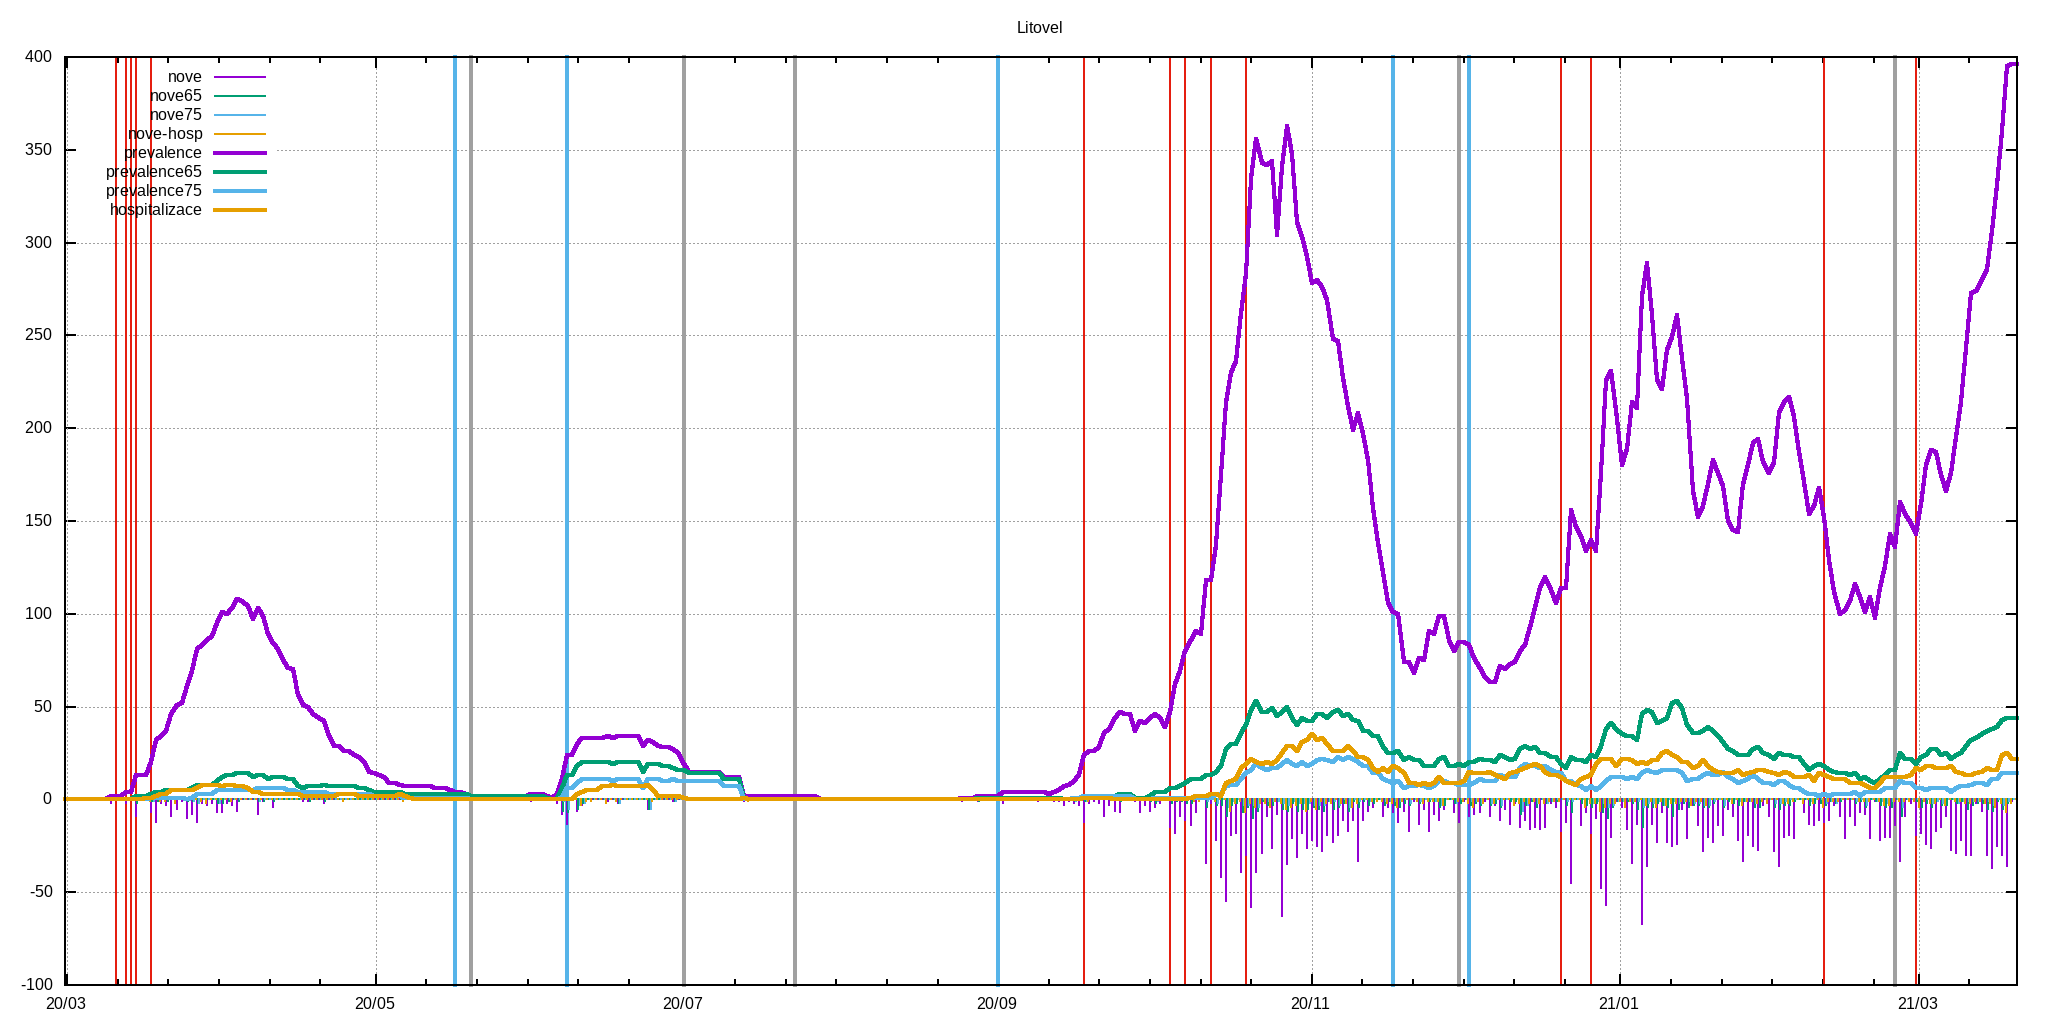 Litovel
400
350
300
250
200
150
100
50
0
-50
-100
nove
nove65
nove75
nove-hosp
prevalence
prevalence65
prevalence75
hospitalizace
20/03 20/05 20/07 20/09 20/11 21/01 21/03